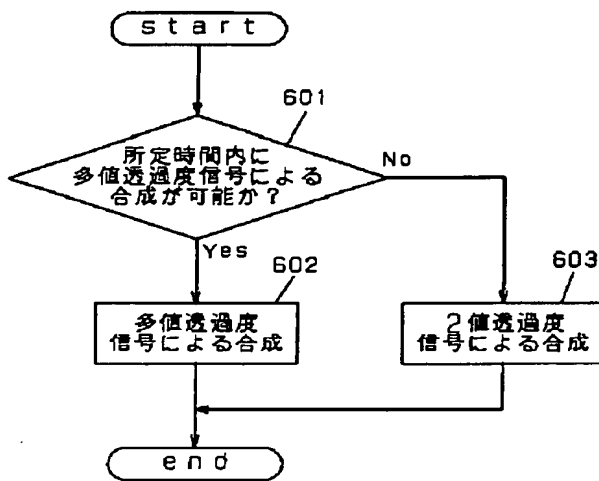 start
601
所定時間内に
多値透過度信号による
合成が可能か?
No
Yes
602
603
多値透過度
信号による合成
2値透過度
信号による合成
end